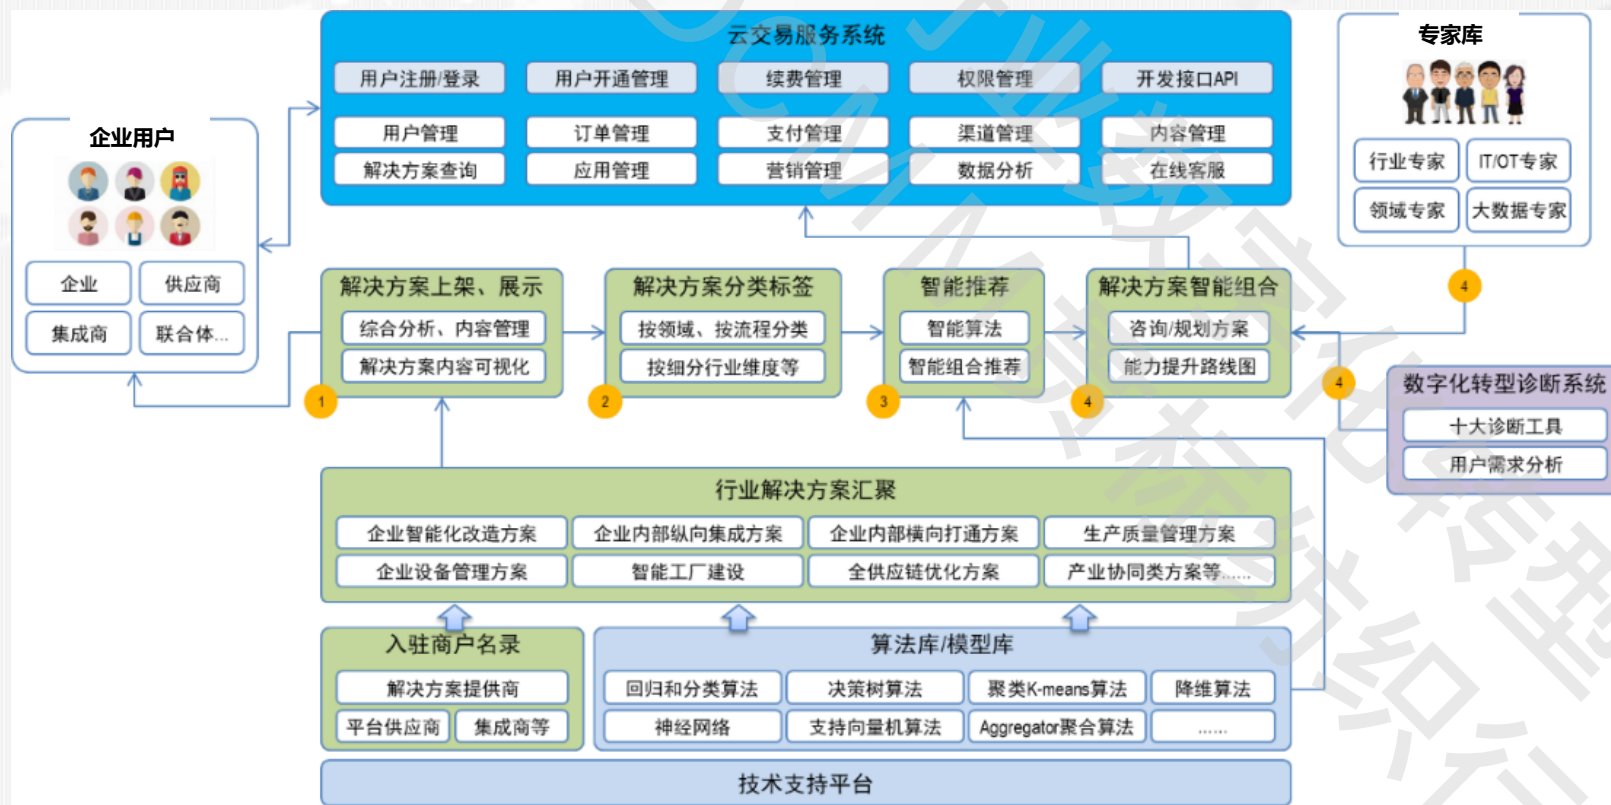 云交易服务系统
用户注册/登录
用户开通管理
续费管理
权限管理
开发接口API
用户管理
订单管理
支付管理
渠道管理
内容管理
解决方案查询
应用管理
营销管理
数据分析
在线客服
专家库
行业专家
IT/OT专家
领域专家
大数据专家
企业用户
企业
供应商
集成商
联合体...
解决方案上架、展示
综合分析、内容管理
解决方案内容可视化
1
解决方案分类标签
按领域、按流程分类
按细分行业维度等
2
智能推荐
智能算法
智能组合推荐
3
解决方案智能组合
咨询/规划方案
能力提升路线图
4
4
4
数字化转型诊断系统
十大诊断工具
用户需求分析
行业解决方案汇聚
企业智能化改造方案
企业内部纵向集成方案
企业内部横向打通方案
生产质量管理方案
企业设备管理方案
智能工厂建设
全供应链优化方案
产业协同类方案等......
入驻商户名录
解决方案提供商
平台供应商
集成商等
算法库/模型库
回归和分类算法
决策树算法
聚类K-means算法
降维算法
神经网络
支持向量机算法
Aggregator聚合算法
......
技术支持平台